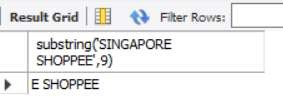 Result Grid Filter Rows:
substring('SINGAPORE
SHOPPEE',9)
E SHOPPEE